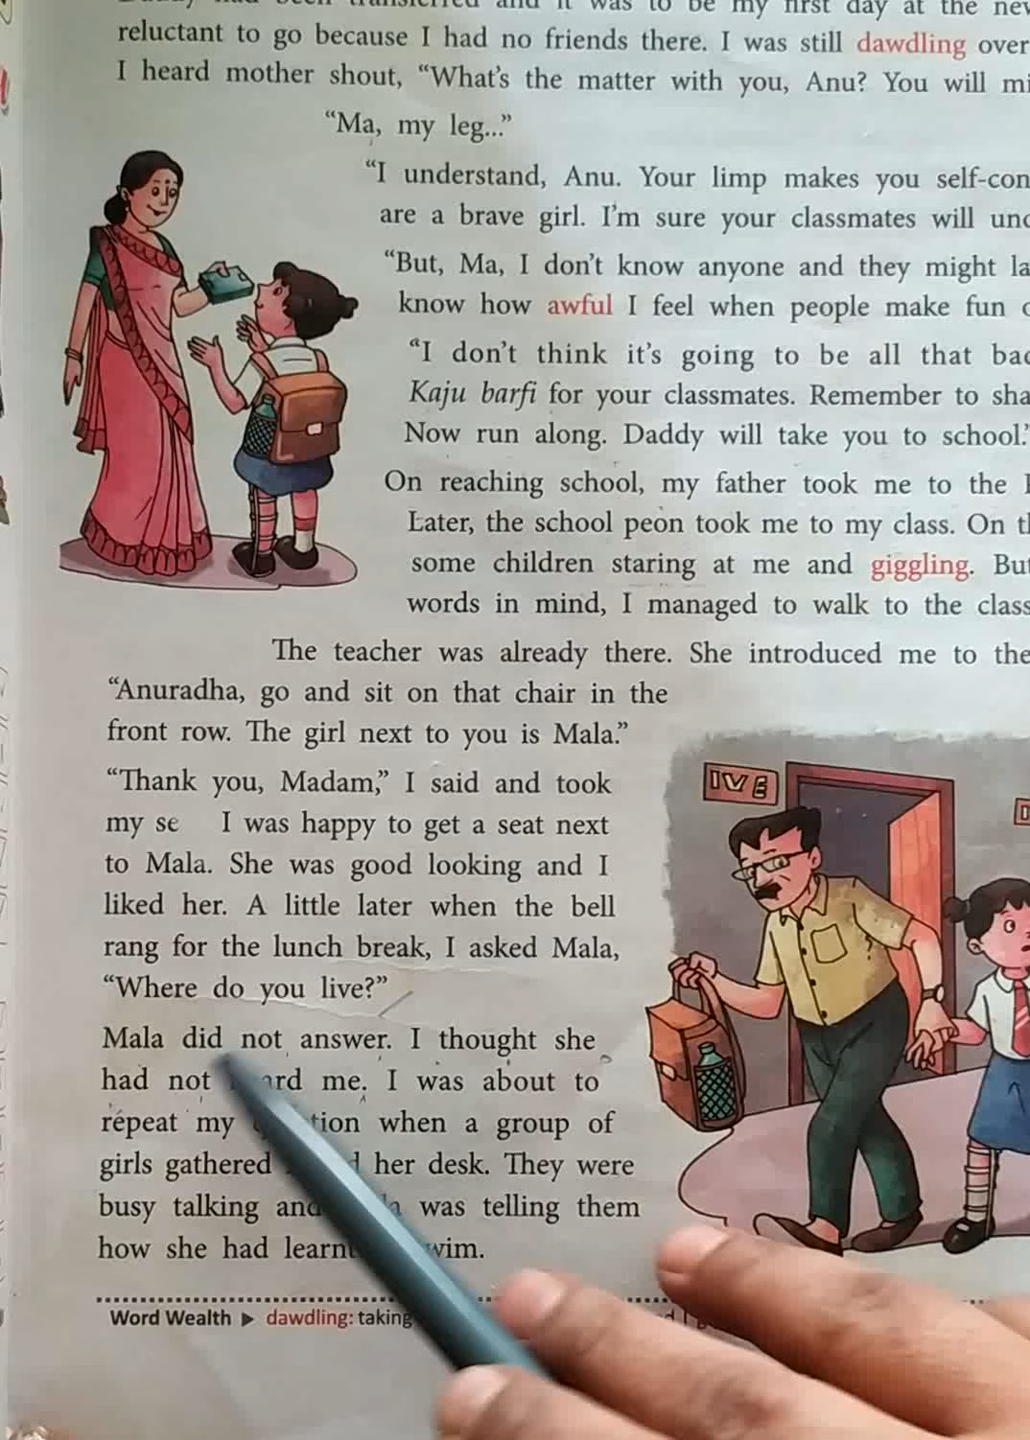 reluctant to go because I had no friends there. I was still dawdling over
I heard mother shout, “What’s the matter with you, Anu? You will
“Ma, my leg...”
“I understand, Anu. Your limp makes you
are a brave girl. I’m sure your classmates will
“But, Ma, I don’t know anyone and they might
know how awful I feel when people make fun
“I don’t think it’s going to be all that
Kaju barfi for your classmates. Remember to
Now run along. Daddy will take you to school.”
On reaching school, my father took me to the
Later, the school peon took me to my class. On
some children staring at me and giggling.
words in mind, I managed to walk to the
The teacher was already there. She introduced me to the
“Anuradha, go and sit on that chair in the
front row. The girl next to you is Mala.”
“Thank you, Madam,” I said and took
my I was happy to get a seat next
to Mala. She was good looking and I
liked her. A little later when the bell
rang for the lunch break, I asked Mala,
“Where do you live?”
Mala did not answer. I thought she
had not me. I was about to
repeat my when a group of
girls gathered her desk. They were
busy talking was telling them
how she had
Word Wealth ▶ dawdling: taking
IVE